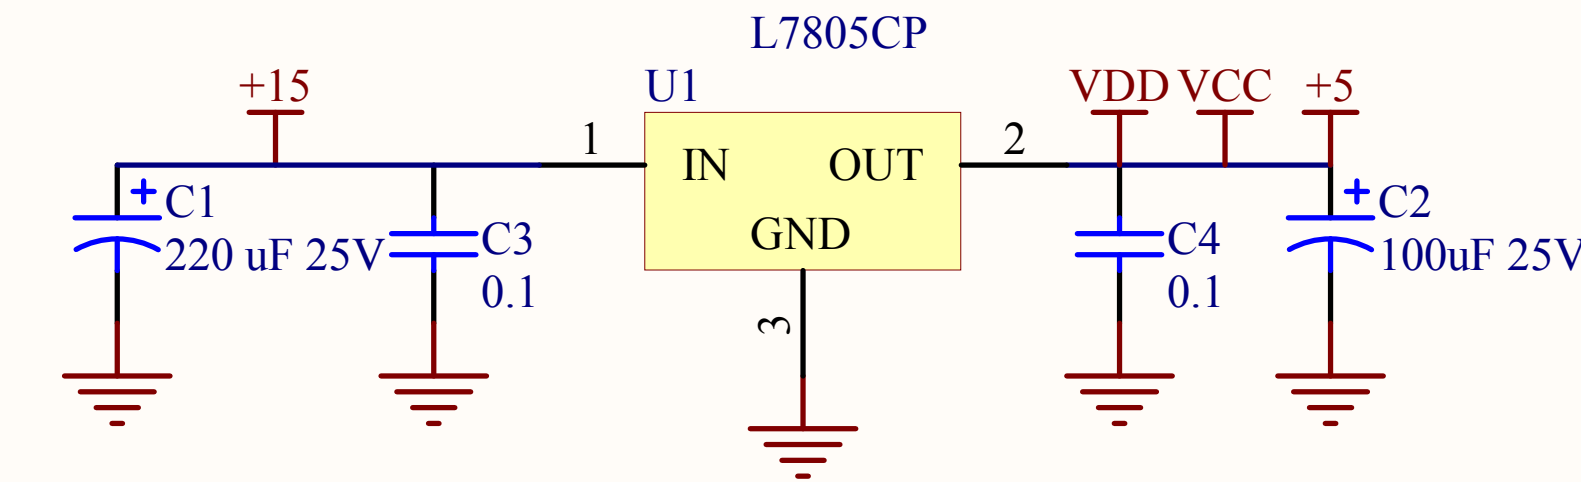 L7805CP
+15
U1
VDD VCC +5
1
IN OUT
2
GND
3
+ C1
220 uF 25V
C3
0.1
C4
0.1
+ C2
100uF 25V